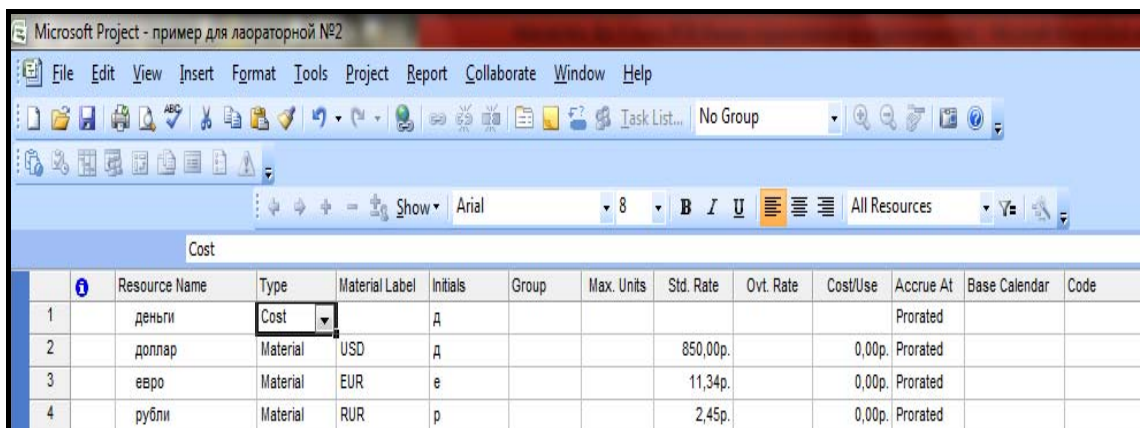 Microsoft Project - пример для лаораторной №2
File Edit View Insert Format Tools Project Report Collaborate Window Help
ABC Task List... No Group
Show Arial 8 B I U All Resources
Cost
Resource Name Type Material Label Initials Group Max. Units Std. Rate Ovt. Rate Cost/Use Accrue At Base Calendar Code
1 деньги Cost д Prorated
2 доллар Material USD д 850,00р. 0,00р. Prorated
3 евро Material EUR е 11,34р. 0,00р. Prorated
4 рубли Material RUR р 2,45р. 0,00р. Prorated